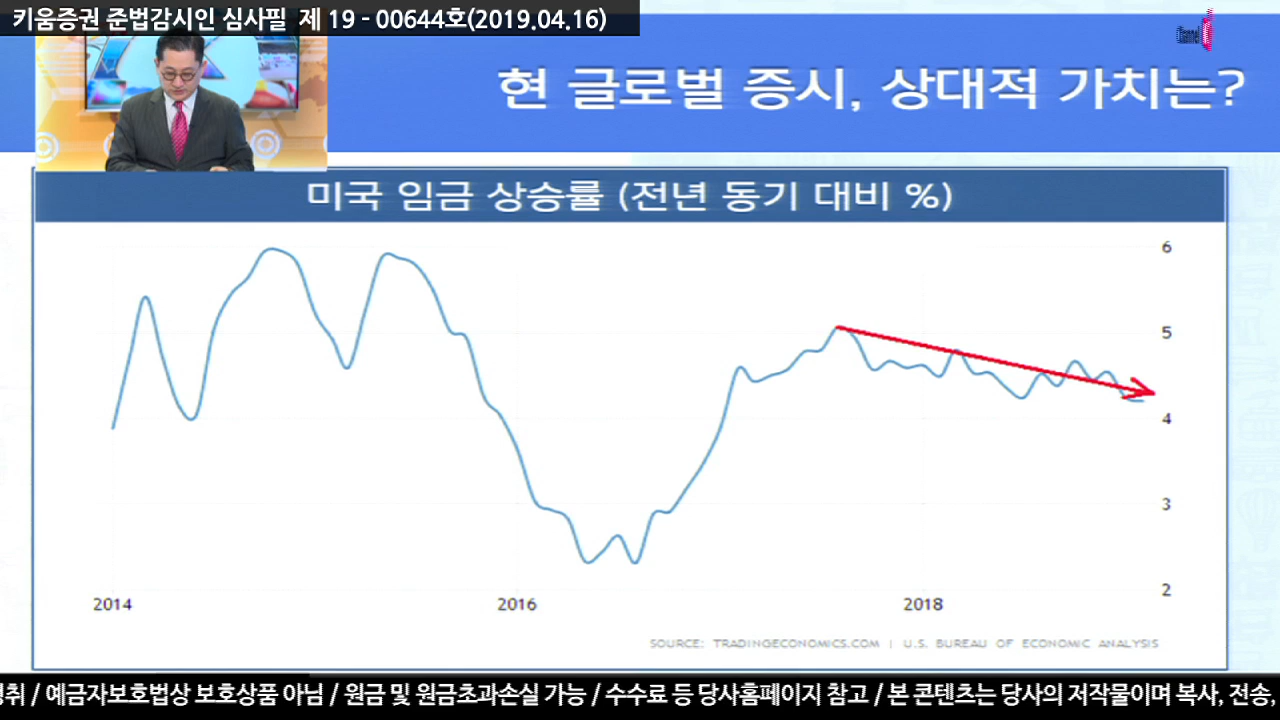 키움증권 준법감시인 심사필 제 19 - 00644호(2019.04.16)
현 글로벌 증시, 상대적 가치는?
미국 임금 상승률 (전년 동기 대비 %)
6
5
4
3
2
2014 2016 2018
SOURCE: TRADINGECONOMICS.COM | U.S. BUREAU OF ECONOMIC ANALYSIS
/ 예금자보호법상 보호상품 아님 / 원금 및 원금초과손실 가능 / 수수료 등 당사홈페이지 참고 / 본 콘텐츠는 당사의 저작물이며 복사, 전송,